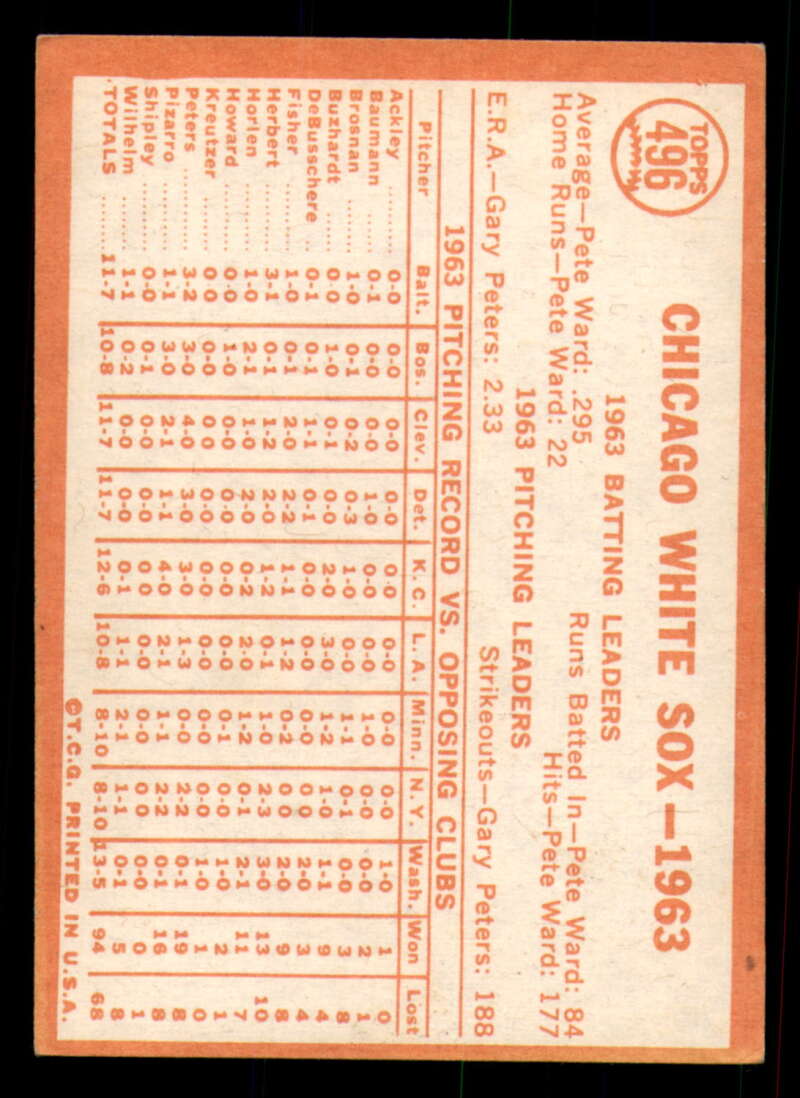 TOPPS
496
CHICAGO WHITE SOX—1963
1963 BATTING LEADERS
Average—Pete Ward: .295 Runs Batted In—Pete Ward: 84
Home Runs—Pete Ward: 22 Hits—Pete Ward: 177
1963 PITCHING LEADERS
E.R.A.—Gary Peters: 2.33 Strikeouts—Gary Peters: 188
1963 PITCHING RECORD VS. OPPOSING CLUBS
Pitcher Balt. Bos. Clev. Det. K.C. L.A. Minn. N.Y. Wash. Won Lost
Ackley 0-0 0-0 0-0 0-0 0-0 0-0 0-0 0-0 1-0 1 0
Baumann 0-1 0-0 0-0 1-0 0-0 0-0 1-0 0-0 0-0 2 1
Brosnan 1-0 0-1 0-2 0-3 1-0 0-0 1-1 0-1 0-0 3 8
Buzhardt 0-0 1-0 0-1 0-0 2-0 3-0 1-2 1-0 1-1 9 4
DeBusschere 0-1 0-1 1-1 0-1 0-0 0-0 0-0 0-0 2-0 3 4
Fisher 1-0 0-1 2-0 2-2 1-1 1-2 0-2 0-0 2-0 9 8
Herbert 3-1 0-1 1-2 2-0 1-2 0-1 1-0 2-3 3-0 13 10
Horlen 1-0 2-1 1-0 2-0 0-2 2-0 1-2 0-1 2-1 11 7
Howard 0-0 1-0 0-0 0-0 0-0 0-0 0-1 0-0 1-0 2 1
Kreutzer 0-0 0-0 0-0 0-0 0-0 0-0 0-0 0-0 1-0 1 0
Peters 3-2 3-0 4-0 3-0 3-0 1-3 0-0 2-2 0-1 19 8
Pizarro 1-1 3-0 2-1 1-1 4-0 2-1 1-1 2-2 0-1 16 8
Shipley 0-0 0-1 0-0 0-0 0-0 0-0 0-0 0-0 0-0 0 1
Wilhelm 1-1 0-2 0-0 0-0 0-1 1-1 2-1 1-1 0-1 5 8
TOTALS 11-7 10-8 11-7 11-7 12-6 10-8 8-10 8-10 13-5 94 68
©T.C.G. PRINTED IN U.S.A.